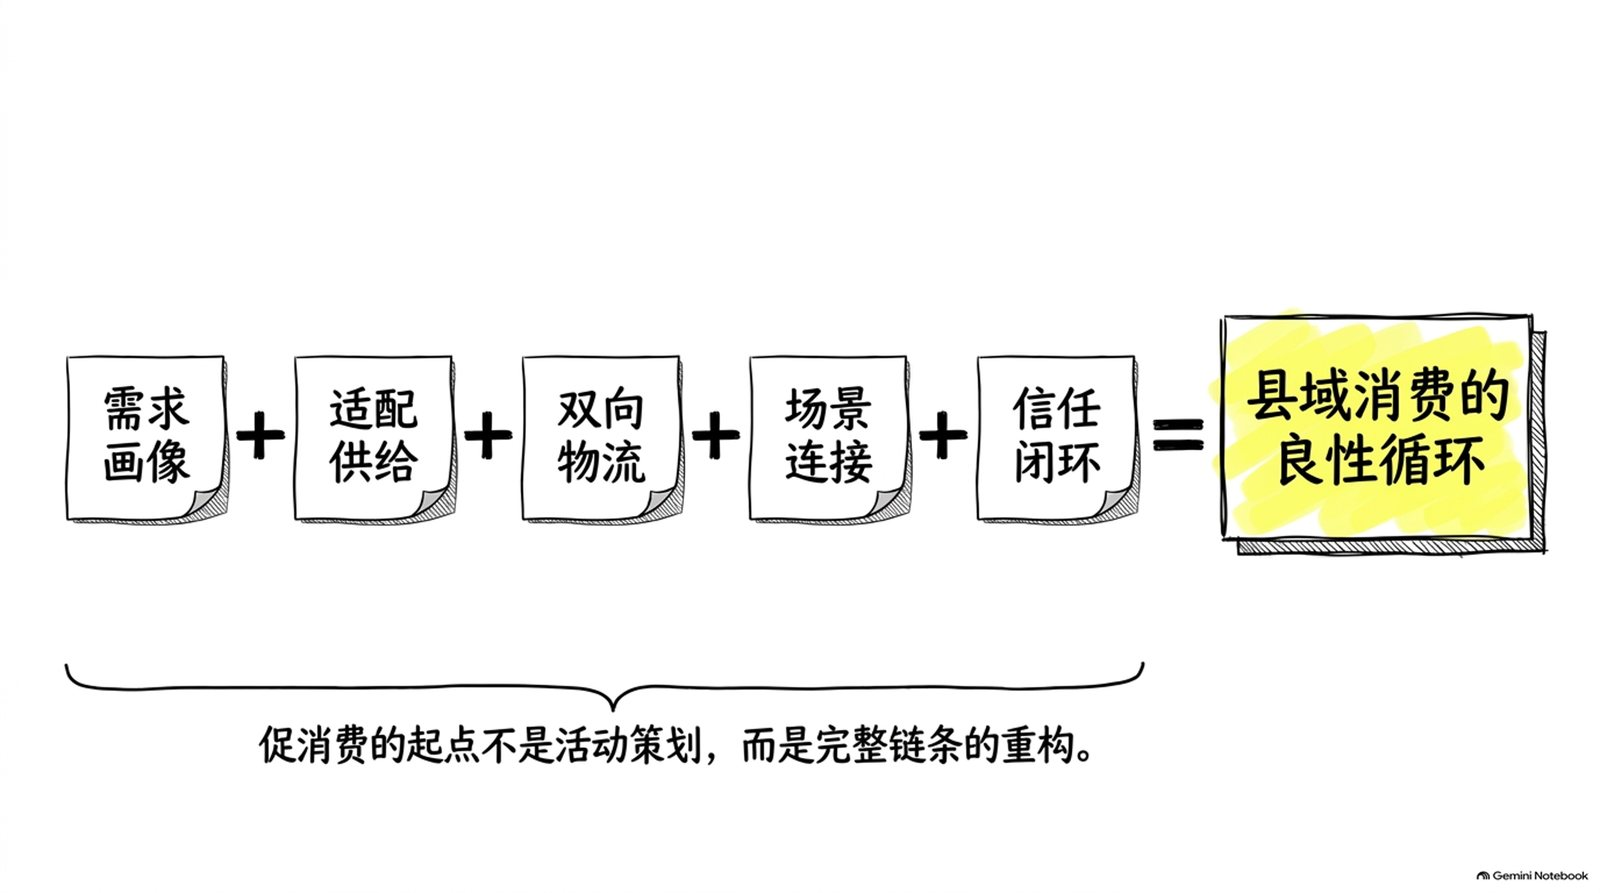 需求
画像
+
适配
供给
+
双向
物流
+
场景
连接
+
信任
闭环
=
县域消费的
良性循环
促消费的起点不是活动策划，而是完整链条的重构。
Gemini Notebook